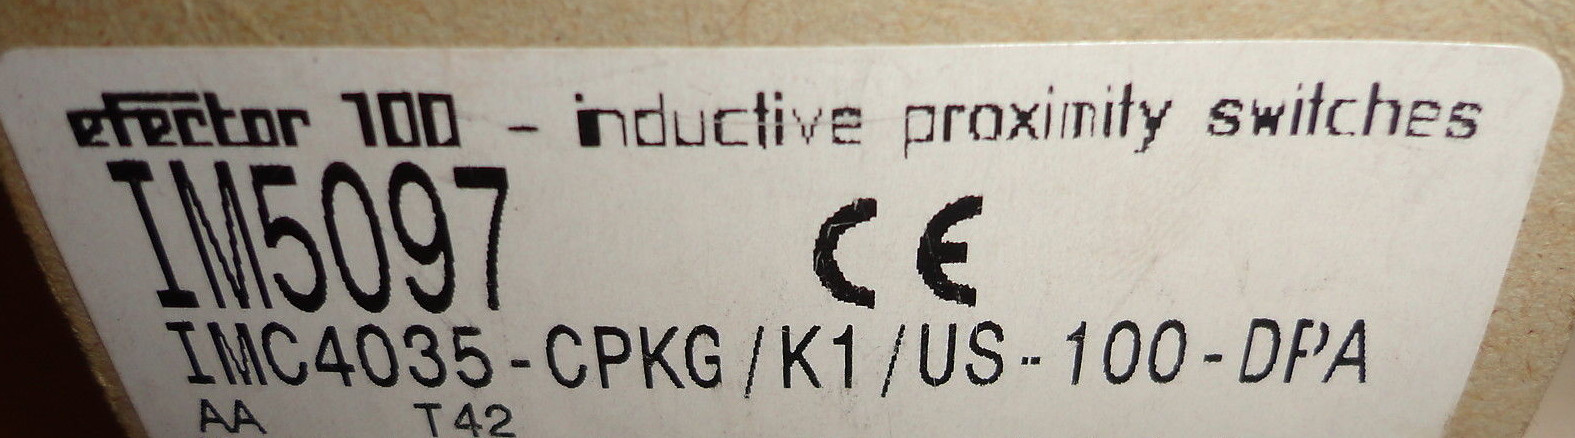 efector 100 - inductive proximity switches
IM5097
CE
IMC4035-CPKG/K1/US-100-DPA
AA T42